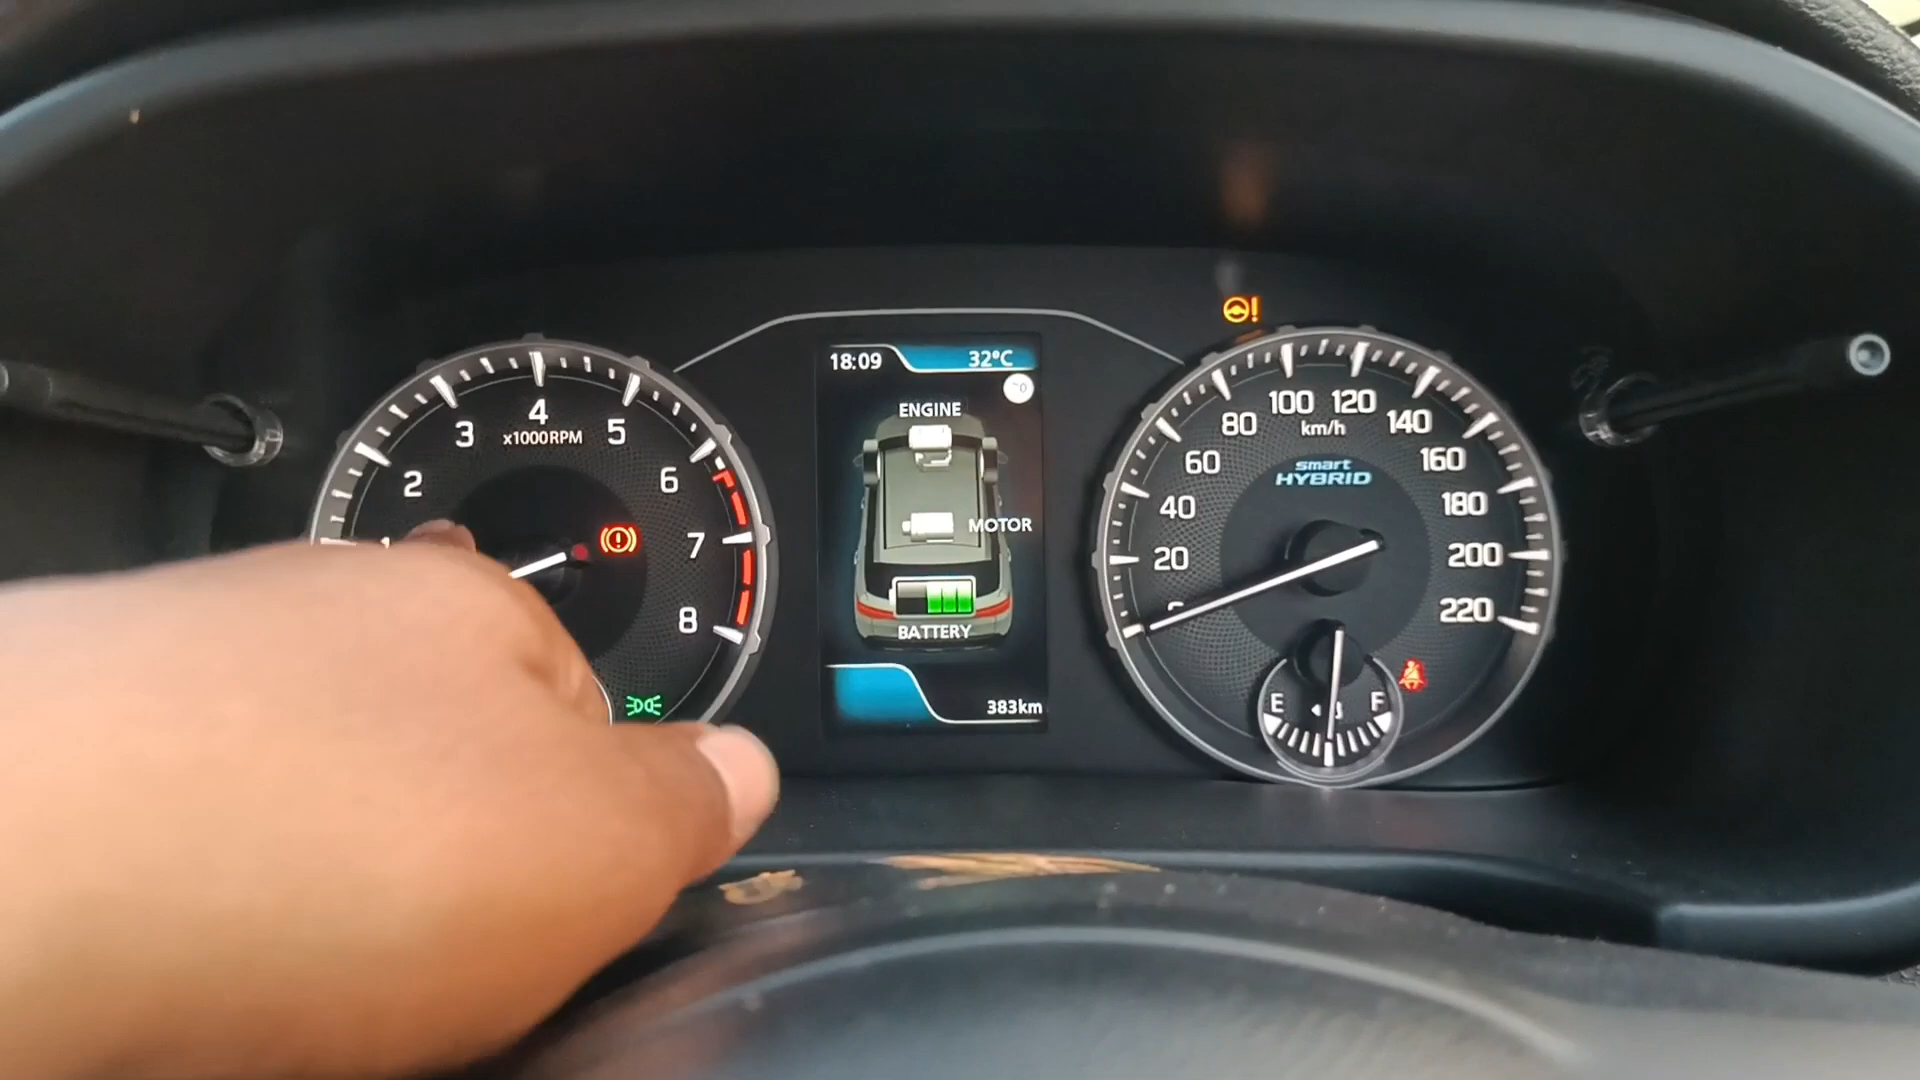 18:09 32°C
ENGINE
MOTOR
BATTERY
383km
2
3
4
5
6
7
8
x1000RPM
20
40
60
80
100
120
140
160
180
200
220
km/h
smart
HYBRID
E F